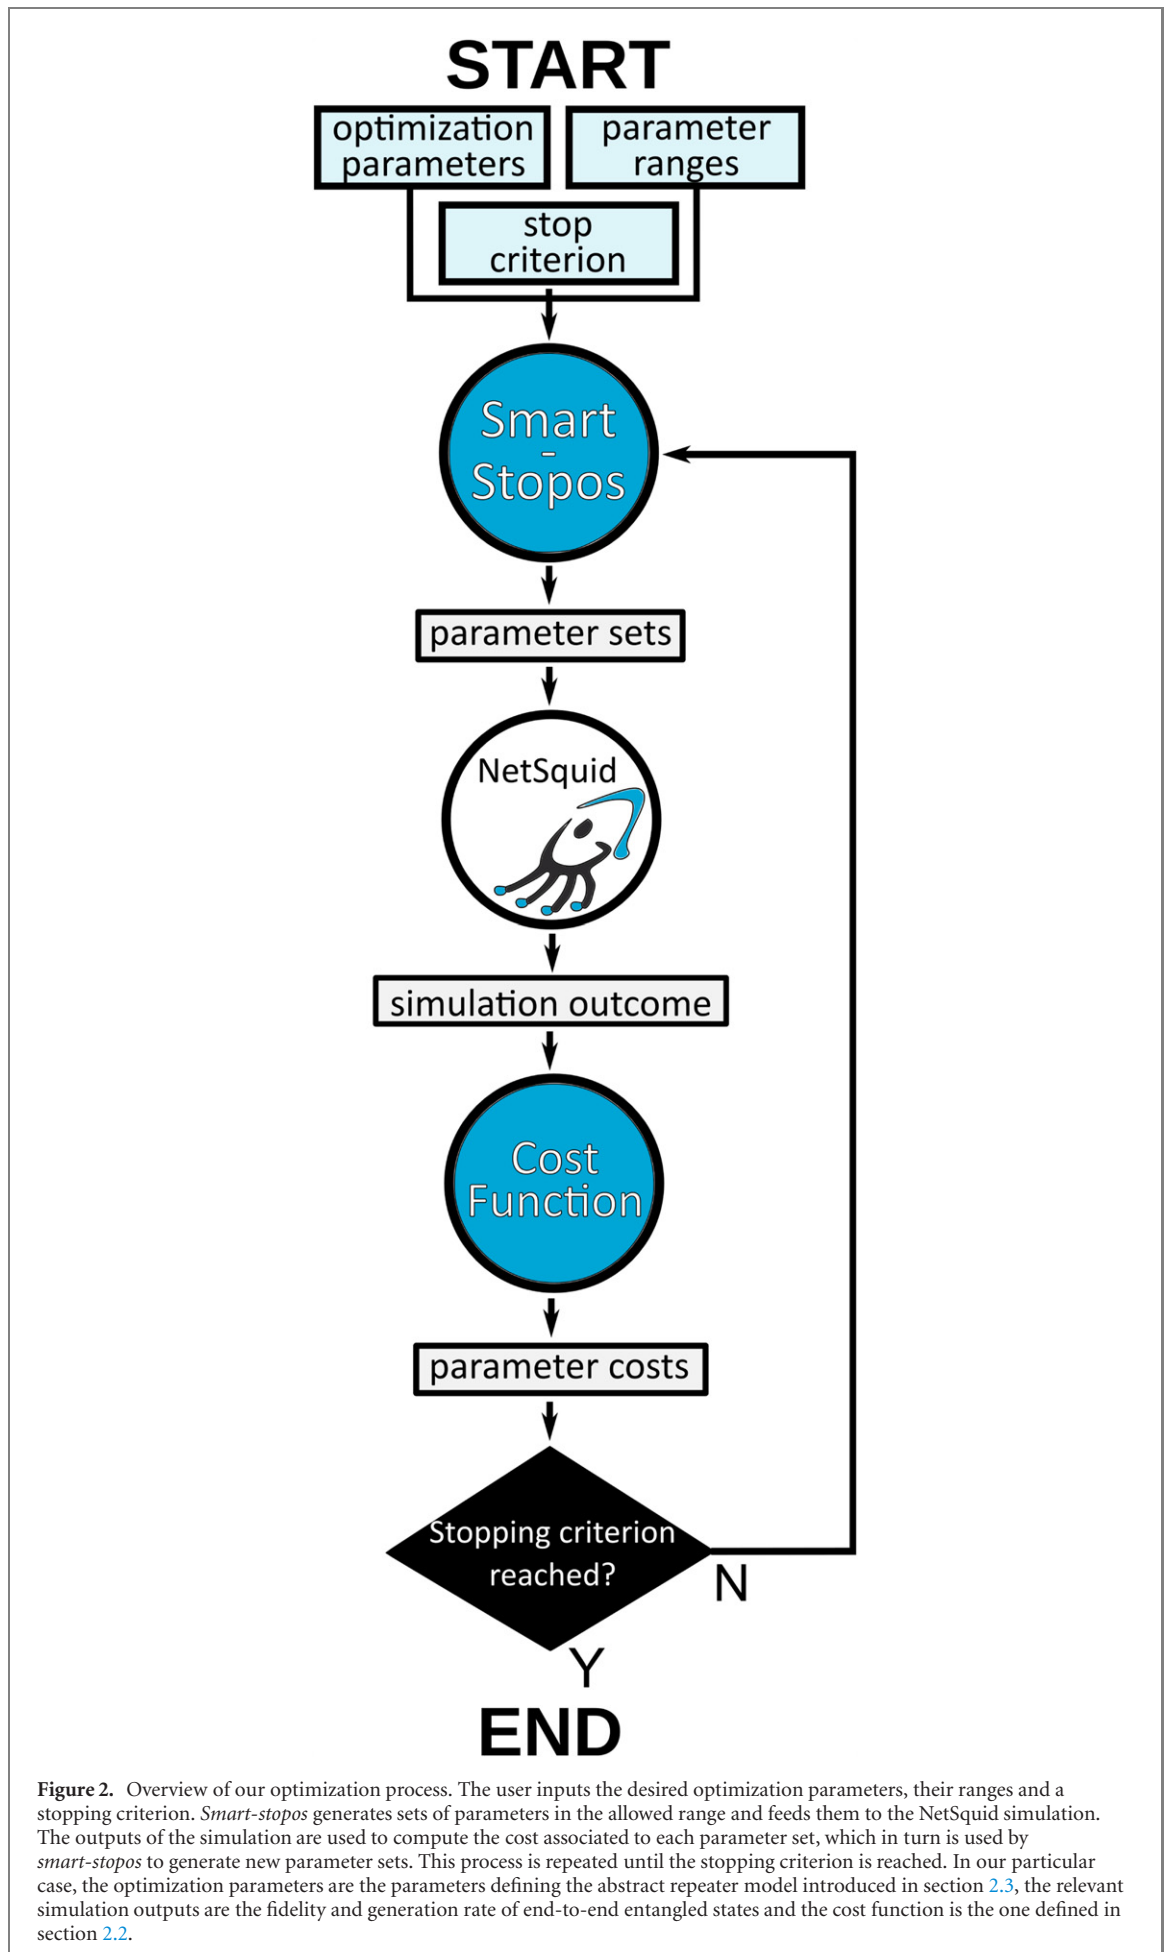 START
optimization
parameters
parameter
ranges
stop
criterion
Smart
-
Stopos
parameter sets
NetSquid
simulation outcome
Cost
Function
parameter costs
Stopping criterion
reached?
N
Y
END
Figure 2. Overview of our optimization process. The user inputs the desired optimization parameters, their ranges and a
stopping criterion. Smart-stopos generates sets of parameters in the allowed range and feeds them to the NetSquid simulation.
The outputs of the simulation are used to compute the cost associated to each parameter set, which in turn is used by
smart-stopos to generate new parameter sets. This process is repeated until the stopping criterion is reached. In our particular
case, the optimization parameters are the parameters defining the abstract repeater model introduced in section 2.3, the relevant
simulation outputs are the fidelity and generation rate of end-to-end entangled states and the cost function is the one defined in
section 2.2.